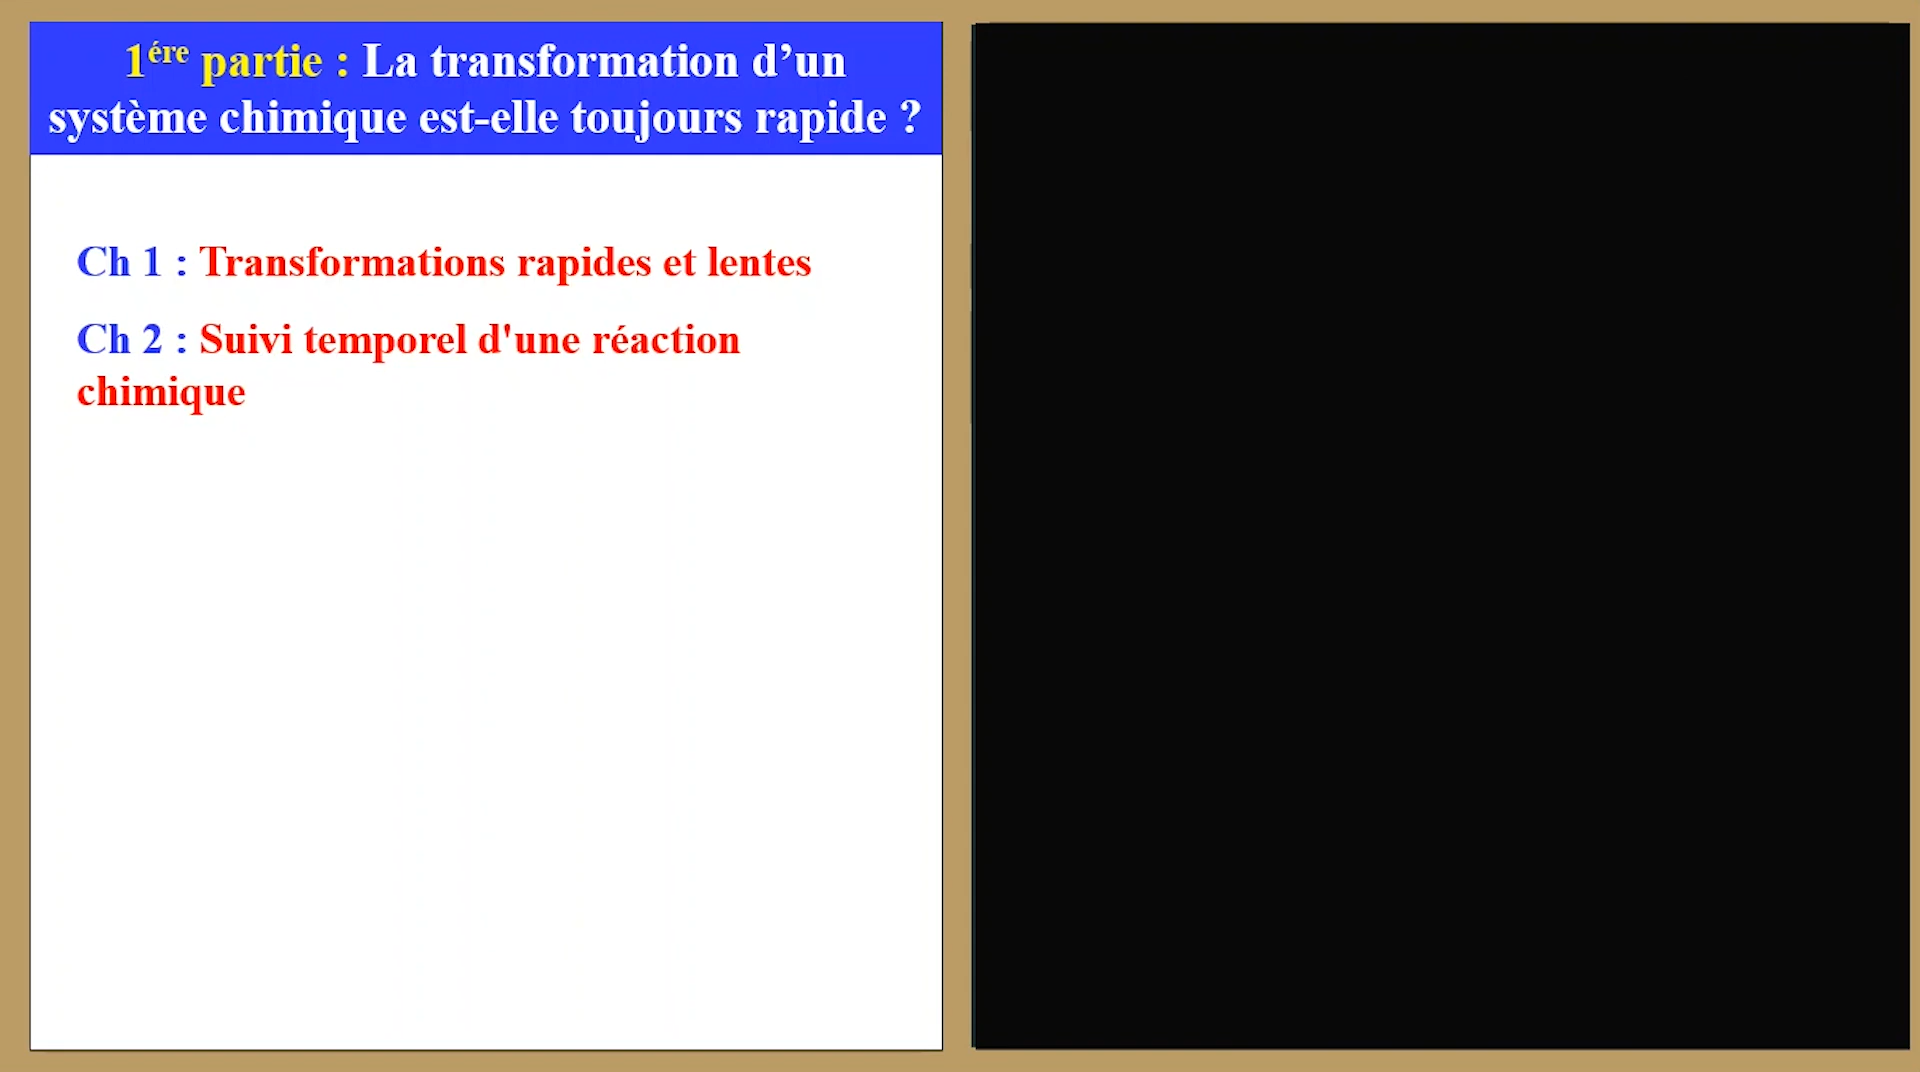 1ére partie : La transformation d’un
système chimique est-elle toujours rapide ?
Ch 1 : Transformations rapides et lentes
Ch 2 : Suivi temporel d'une réaction
chimique